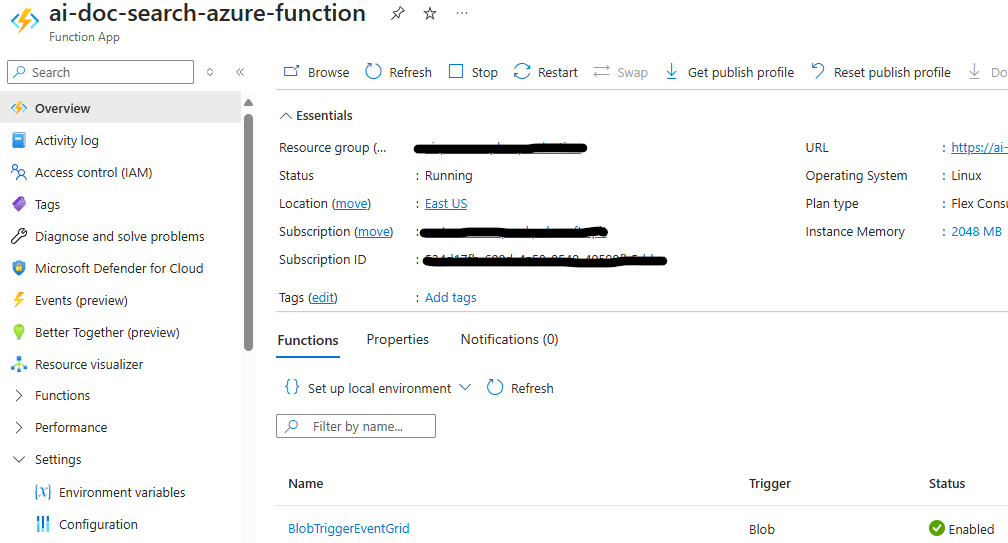 ai-doc-search-azure-function
Function App
Search
Browse Refresh Stop Restart Swap Get publish profile Reset publish profile Do
Overview
Activity log
Access control (IAM)
Tags
Diagnose and solve problems
Microsoft Defender for Cloud
Events (preview)
Better Together (preview)
Resource visualizer
Functions
Performance
Settings
Environment variables
Configuration
Essentials
Resource group (... :
Status : Running
Location (move) : East US
Subscription (move) :
Subscription ID :
Tags (edit) : Add tags
URL : https://ai-
Operating System : Linux
Plan type : Flex Consu
Instance Memory : 2048 MB
Functions Properties Notifications (0)
Set up local environment Refresh
Filter by name...
Name Trigger Status
BlobTriggerEventGrid Blob Enabled